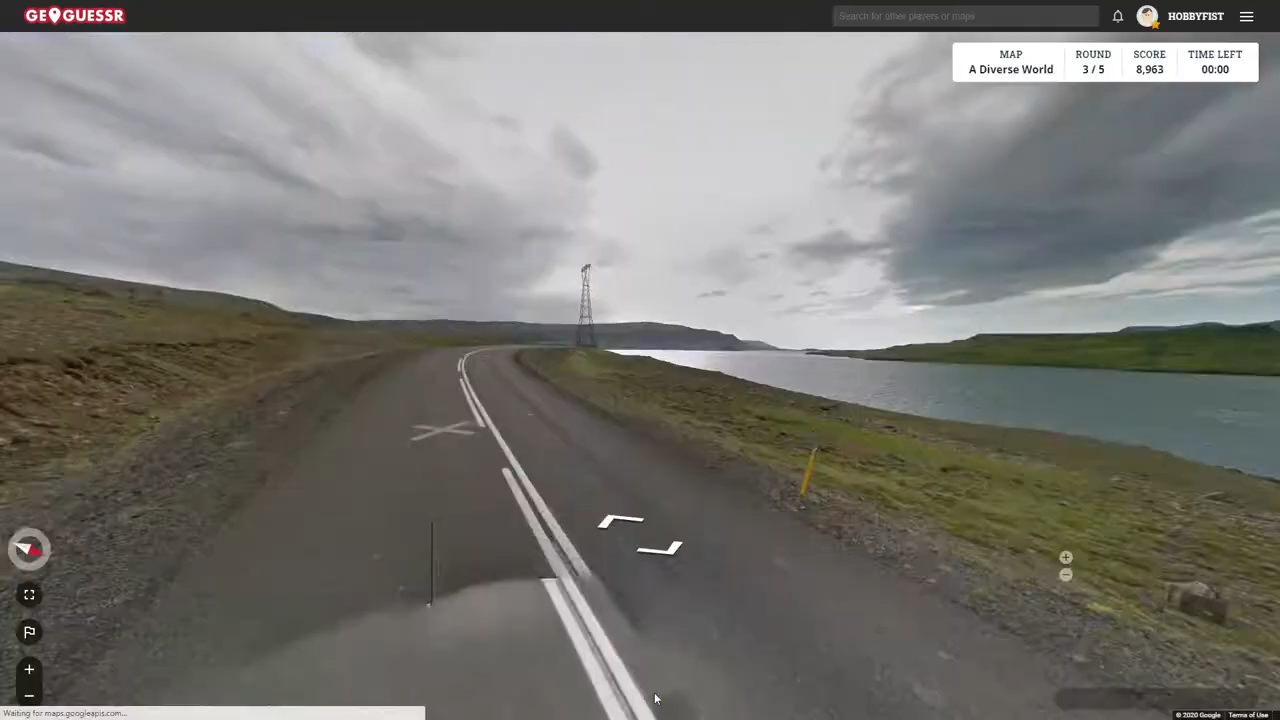 GEOGUESSR
Search for other players or maps
HOBBYFIST
MAP
A Diverse World
ROUND
3 / 5
SCORE
8,963
TIME LEFT
00:00
Waiting for maps.googleapis.com...
© 2020 Google
Terms of Use